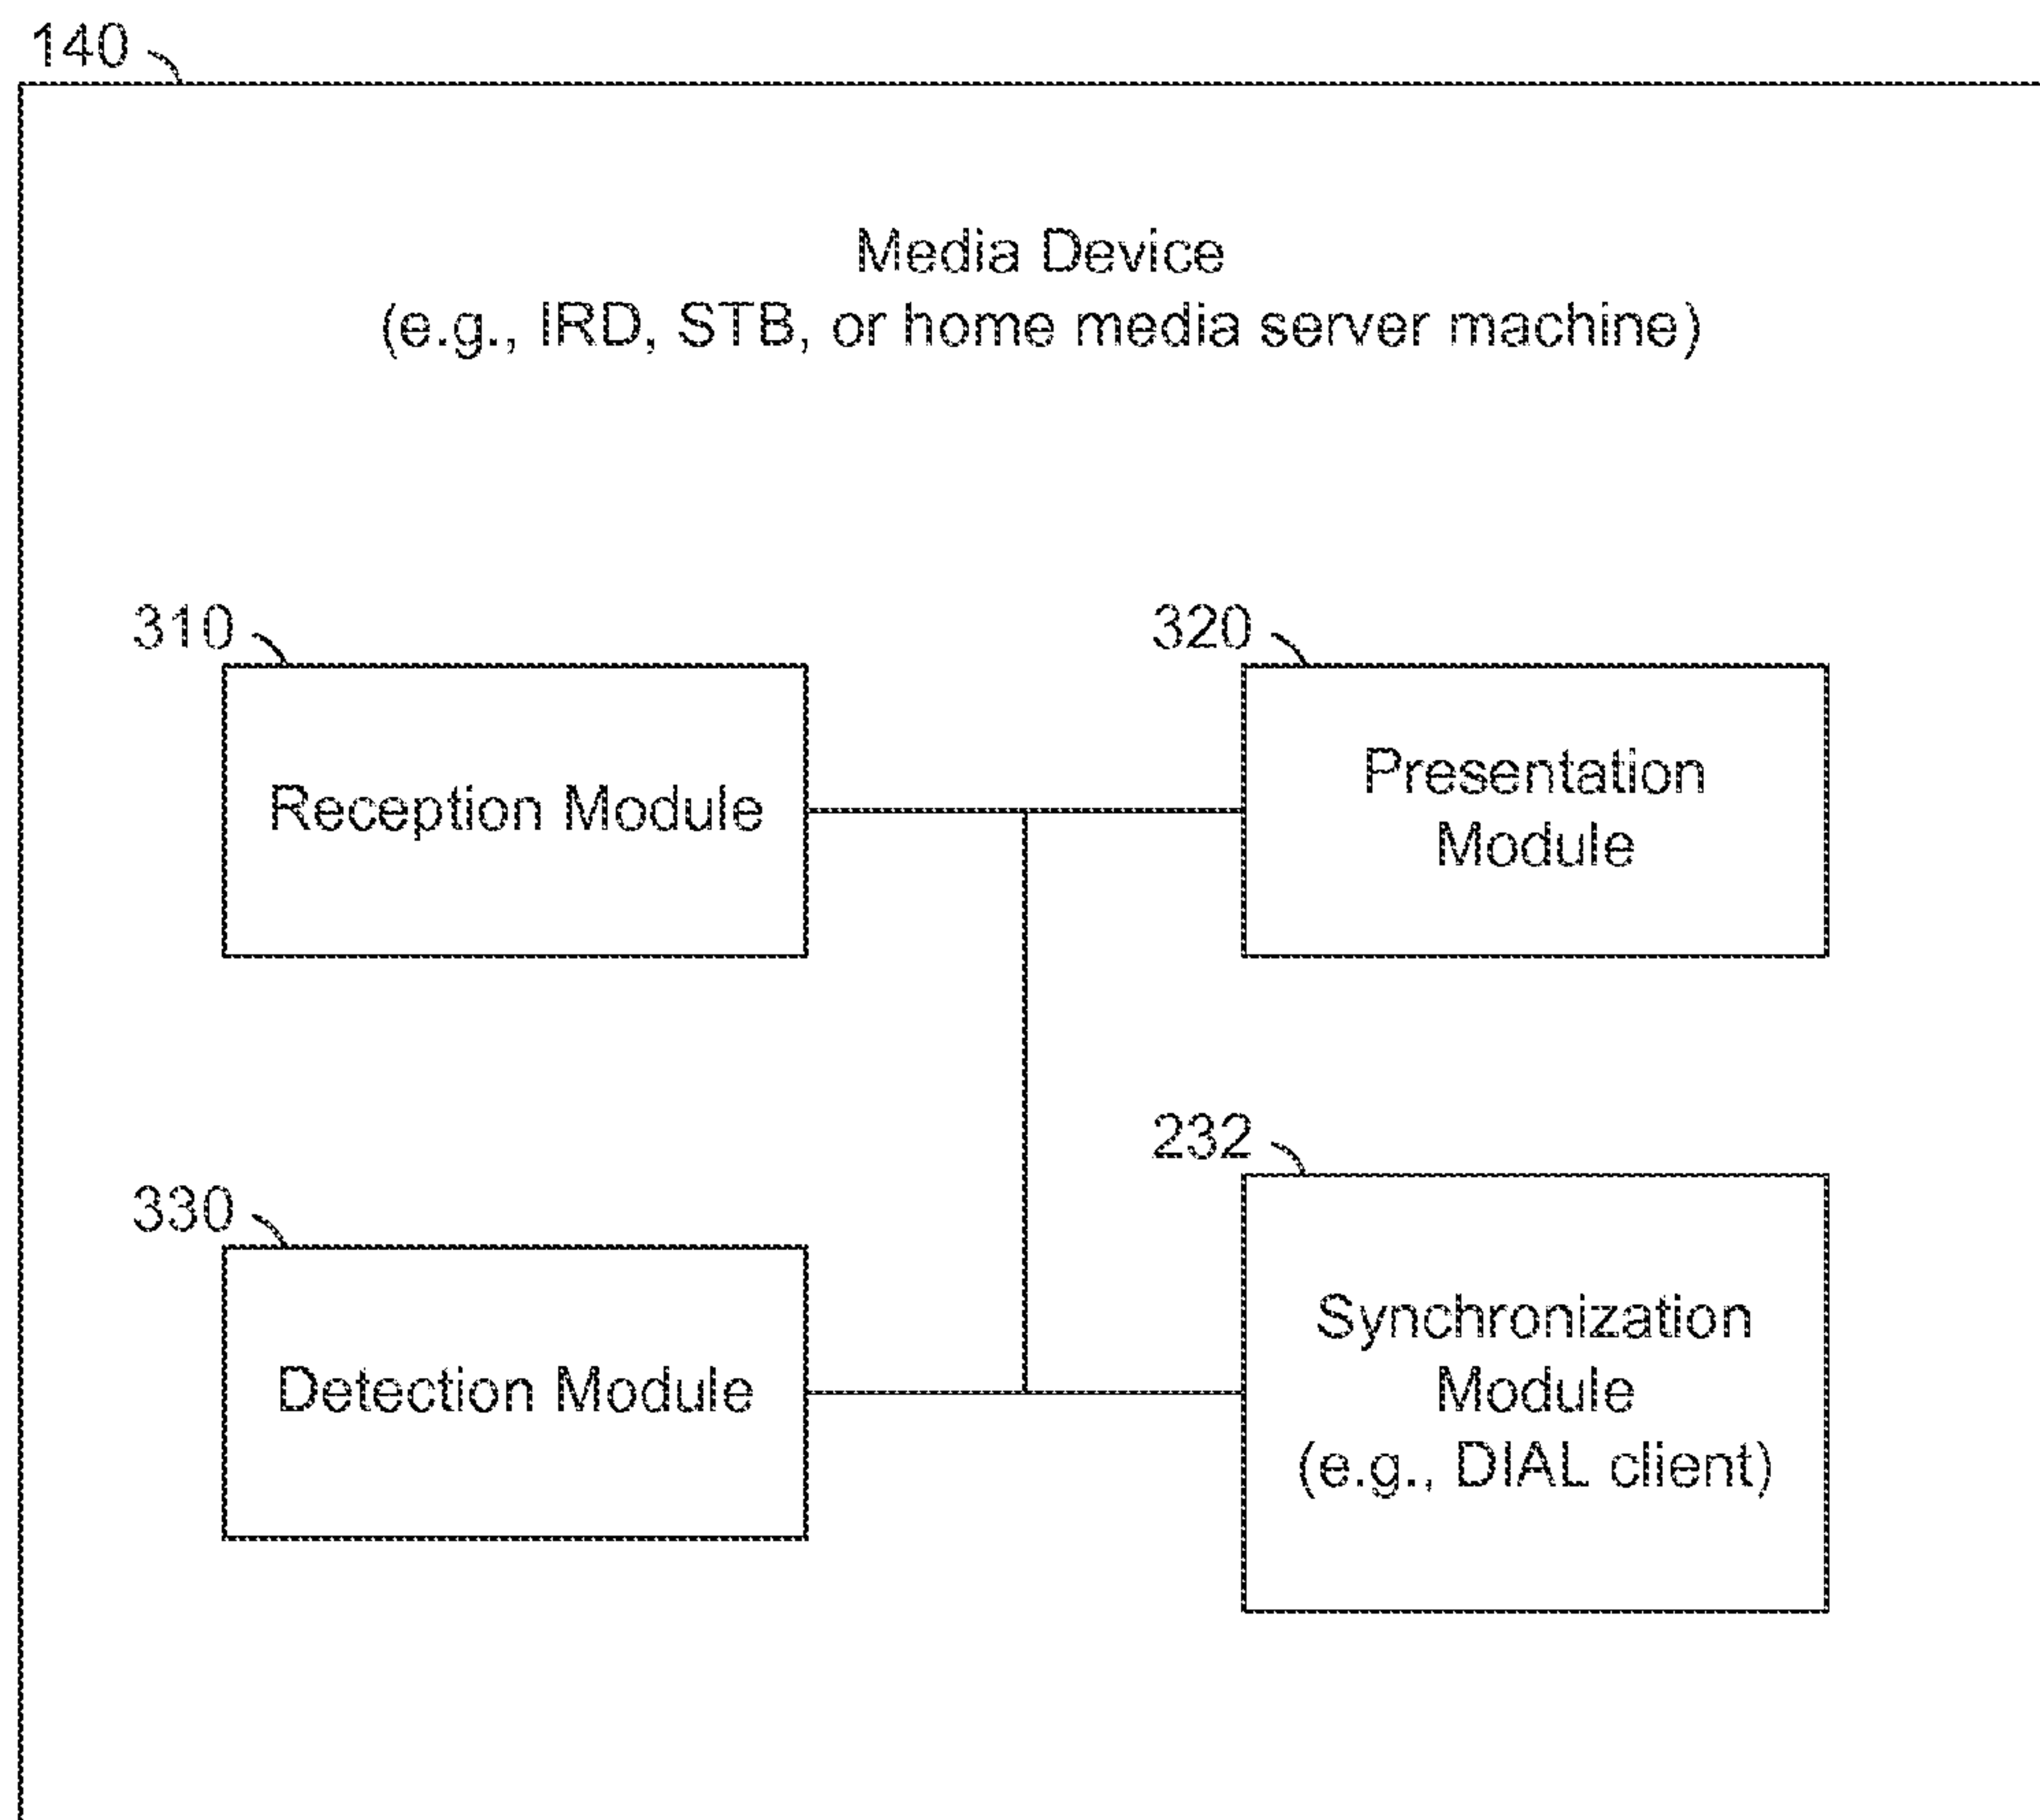 140
Media Device
(e.g., IRD, STB, or home media server machine)
310
Reception Module
320
Presentation
Module
330
Detection Module
232
Synchronization
Module
(e.g., DIAL client)